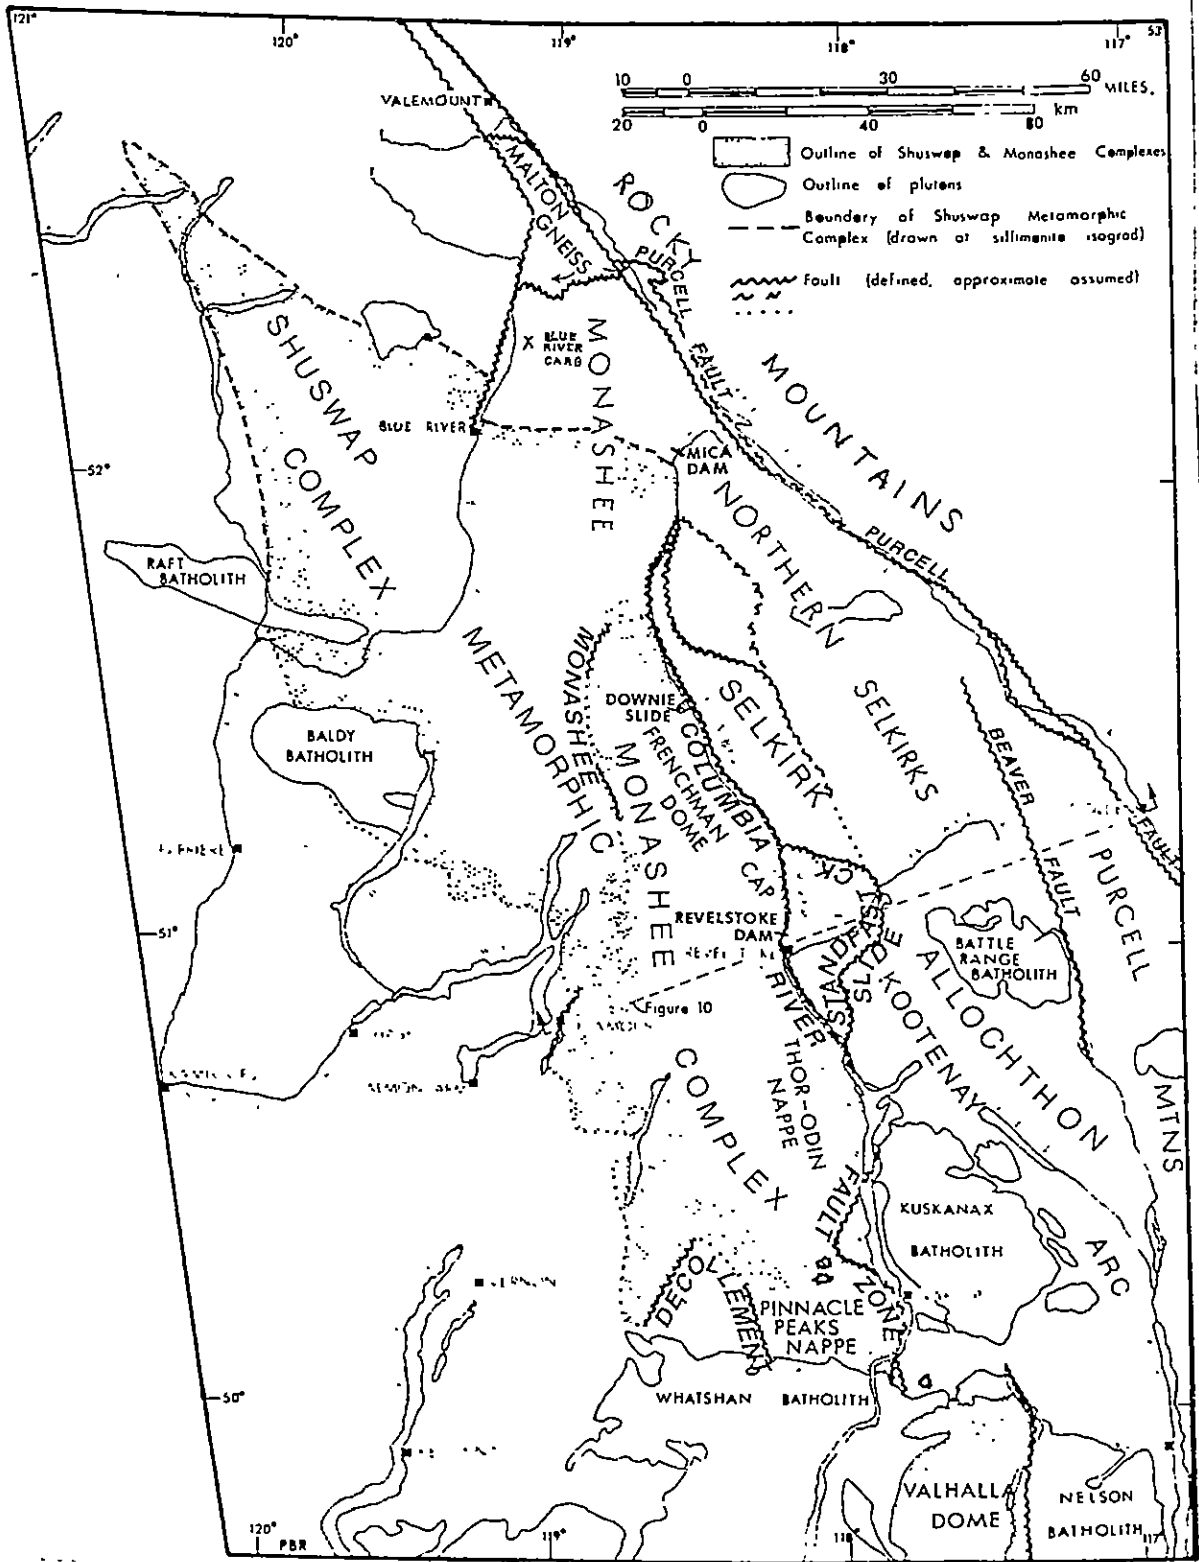 121°
120°
119°
118°
117°
53
10 0 30 60 MILES.
20 0 40 80 km
Outline of Shuswap & Monashee Complexes
Outline of plutons
Boundary of Shuswap Metamorphic
Complex (drawn at sillimanite isograd)
Fault (defined, approximate assumed)
VALEMOUNT
MALTON
GNEISS
ROCKY
MOUNTAINS
PURCELL
FAULT
SHUSWAP
COMPLEX
X BLUE
RIVER
CARB
MONASHEE
BLUE RIVER
52°
MICA
DAM
NORTHERN
SELKIRKS
PURCELL
RAFT
BATHOLITH
METAMORPHIC
MONASHEE
DOWNIE
SLIDE
SELKIRK
FRENCHMAN CAP
DOME
COLUMBIA
MONASHEE
BALDY
BATHOLITH
BEAVER
FAULT
FAULT
PURCELL
MTNS
CK
51°
REVELSTOKE
DAM
STANDFAST
SLIDE
BATTLE
RANGE
BATHOLITH
ALLOCHTHON
KOOTENAY
ARC
RIVER
Figure 10
COMPLEX
THOR-ODIN
NAPPE
FAULT
ZONE
KUSKANAX
BATHOLITH
VERNON
DECOLLEMENT
PINNACLE
PEAKS
NAPPE
50°
WHATSHAN BATHOLITH
VALHALLA
DOME
NELSON
BATHOLITH
120°
PBR
119°
118°
117